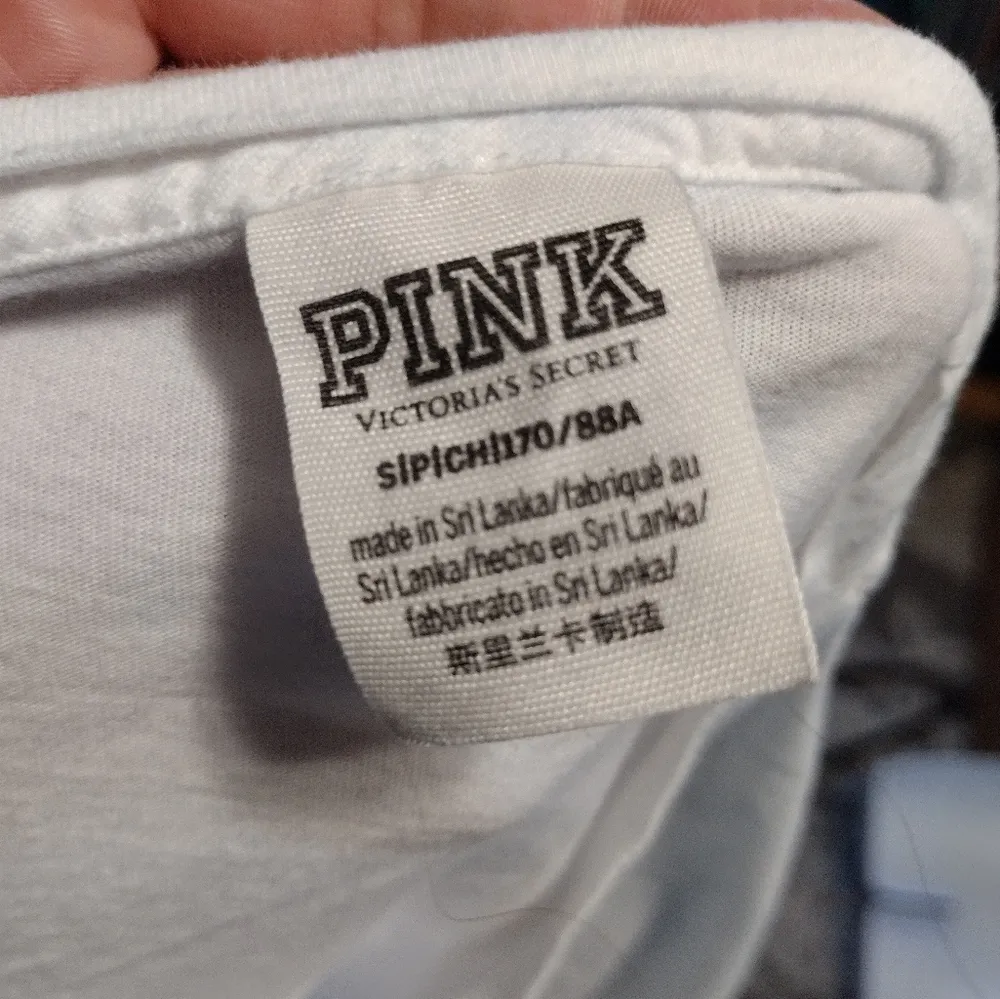 PINK
VICTORIA'S SECRET
S|P|CH|170/88A
made in Sri Lanka/fabriqué au
Sri Lanka/hecho en Sri Lanka/
fabbricato in Sri Lanka/
斯里兰卡制造